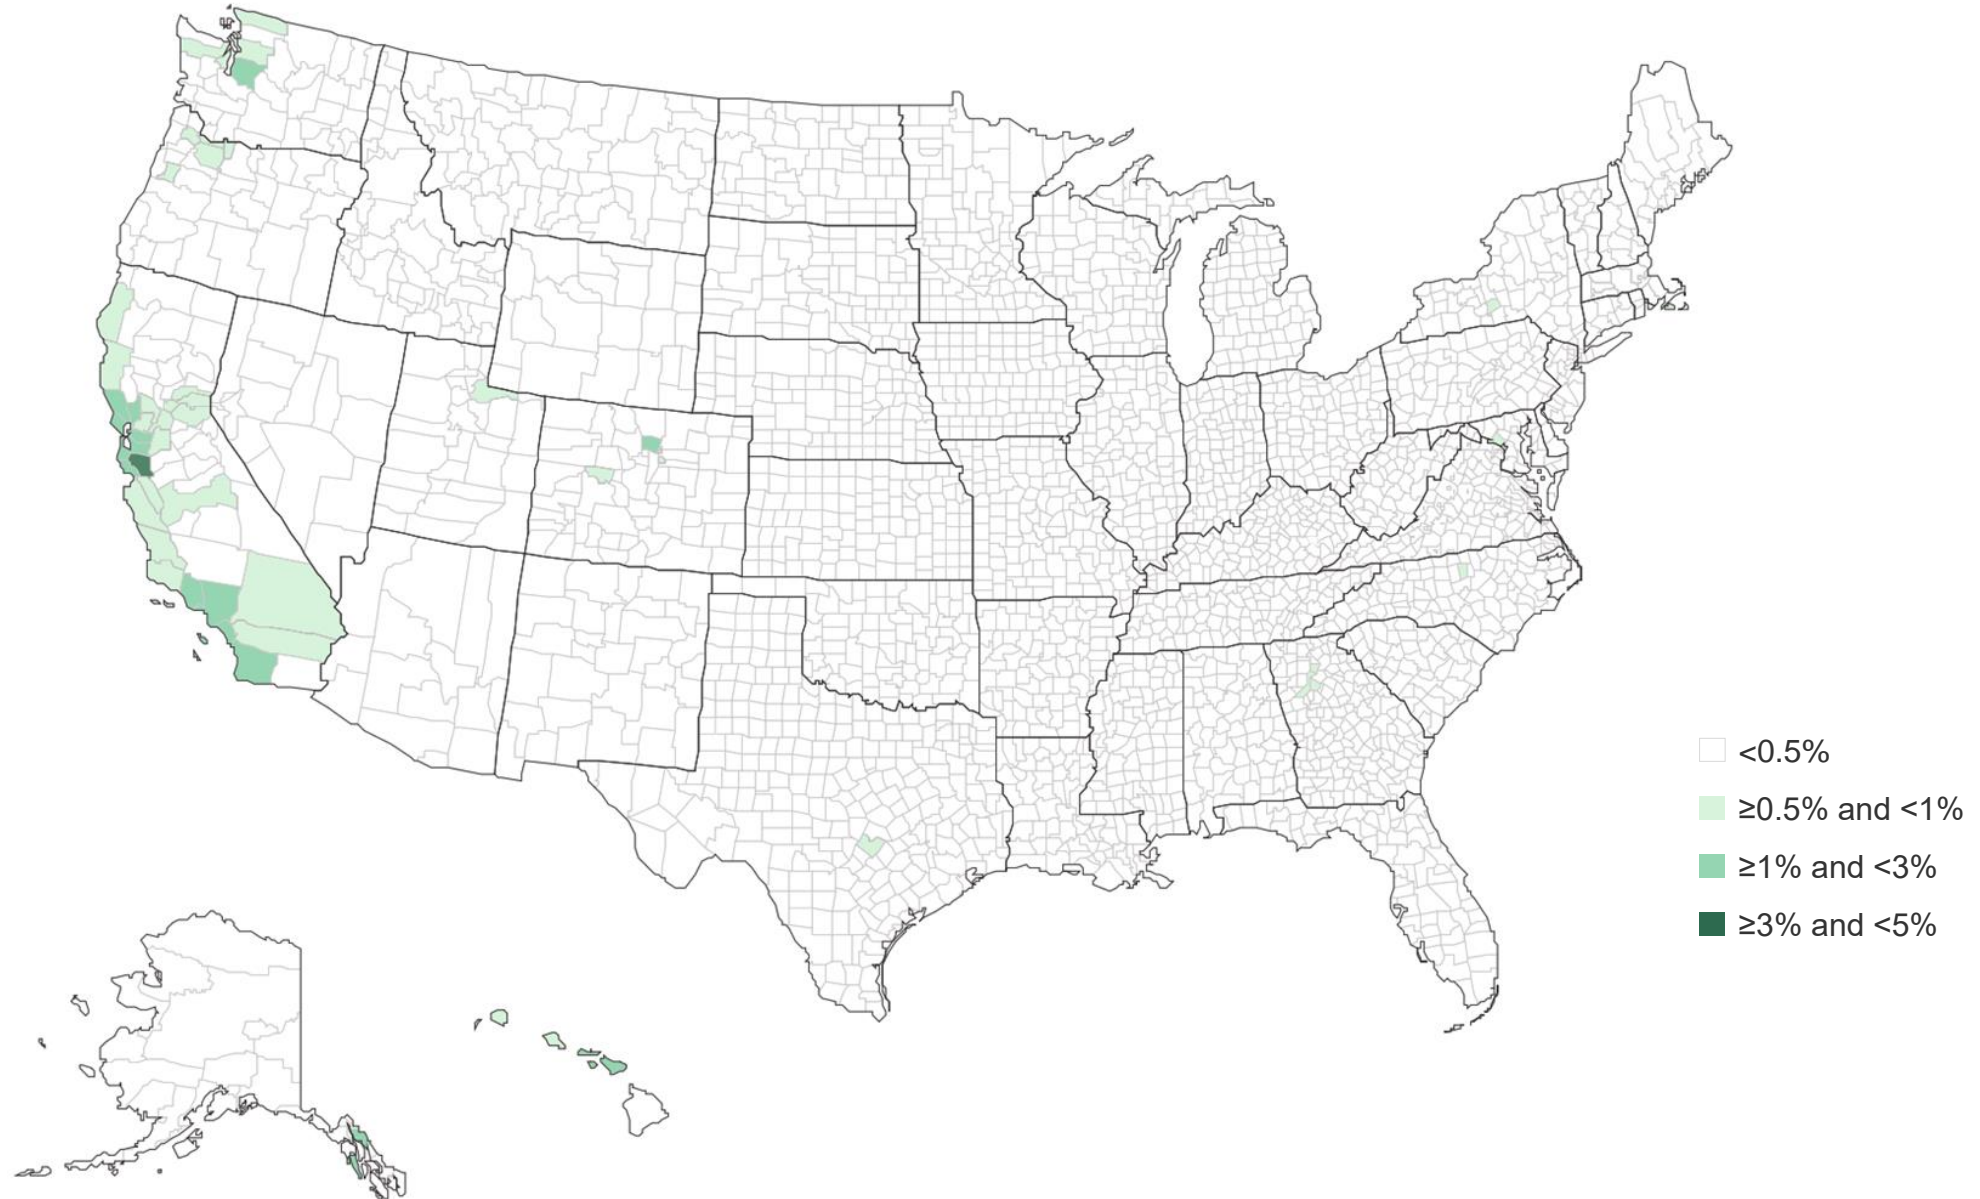 <0.5%
≥0.5% and <1%
≥1% and <3%
≥3% and <5%